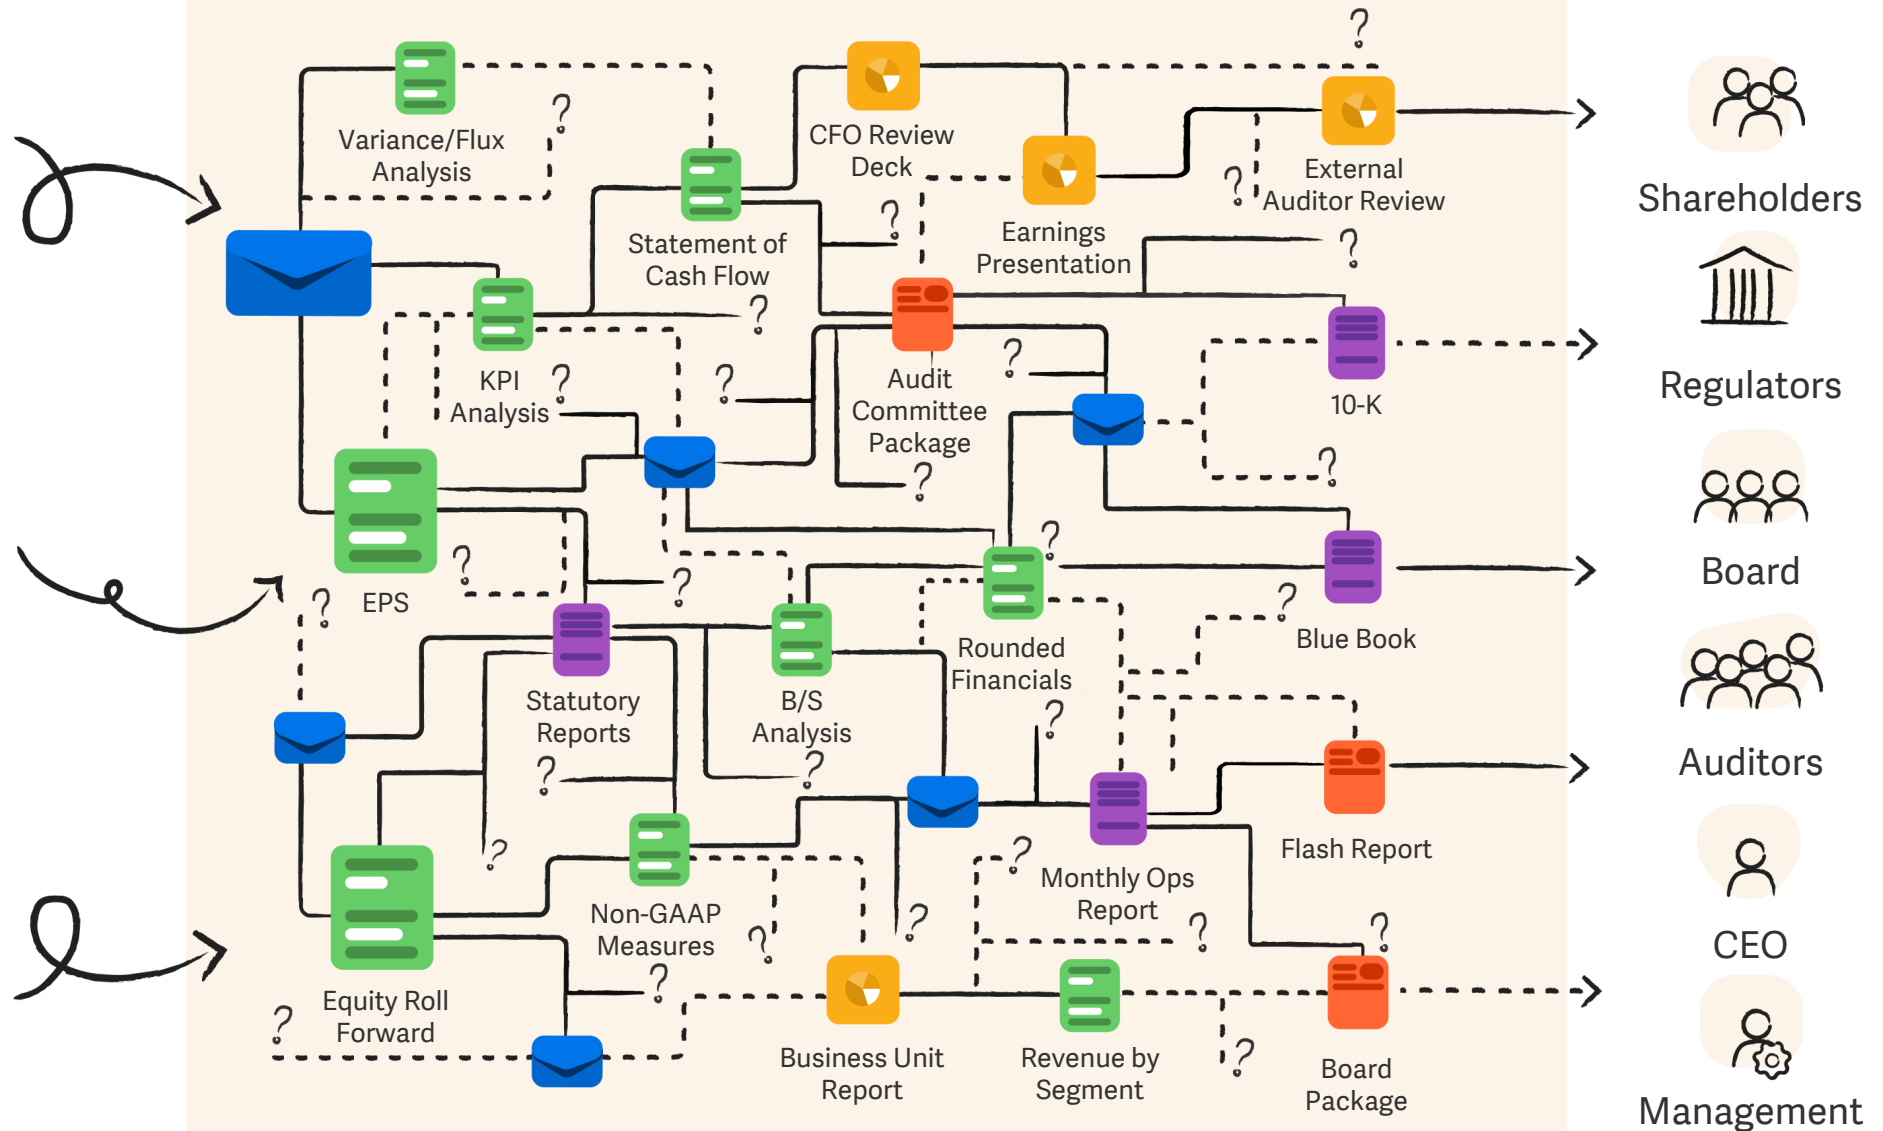 Variance/Flux
Analysis
?
CFO Review
Deck
?
External
Auditor Review
?
Shareholders
Statement of
Cash Flow
?
Earnings
Presentation
?
?
KPI
Analysis
?
?
Audit
Committee
Package
?
10-K
Regulators
?
?
EPS
?
?
?
?
Rounded
Financials
?
Blue Book
Board
Statutory
Reports
B/S
Analysis
?
?
?
?
Auditors
Flash Report
Non-GAAP
Measures
?
?
?
Monthly Ops
Report
?
?
CEO
Equity Roll
Forward
?
?
Business Unit
Report
Revenue by
Segment
?
Board
Package
Management